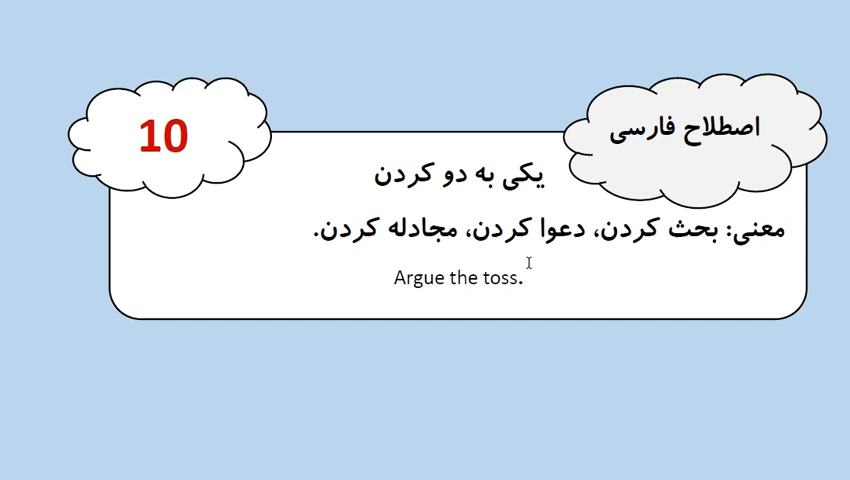 اصطلاح فارسی
10
یکی به دو کردن
معنی: بحث کردن، دعوا کردن، مجادله کردن.
Argue the toss.